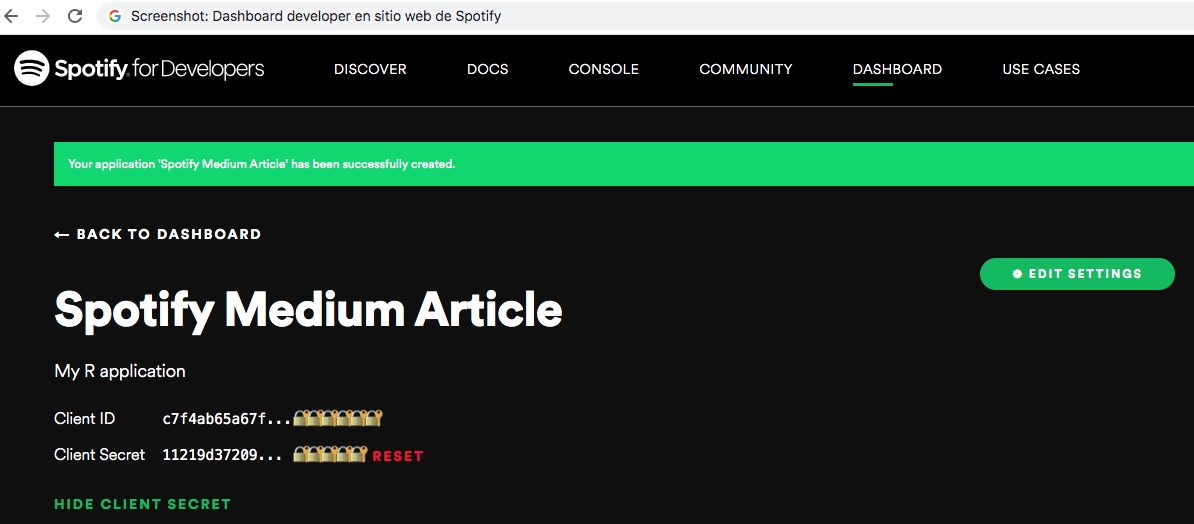 Screenshot: Dashboard developer en sitio web de Spotify
Spotify for Developers DISCOVER DOCS CONSOLE COMMUNITY DASHBOARD USE CASES
Your application 'Spotify Medium Article' has been successfully created.
← BACK TO DASHBOARD
EDIT SETTINGS
Spotify Medium Article
My R application
Client ID c7f4ab65a67f...
Client Secret 11219d37209... RESET
HIDE CLIENT SECRET